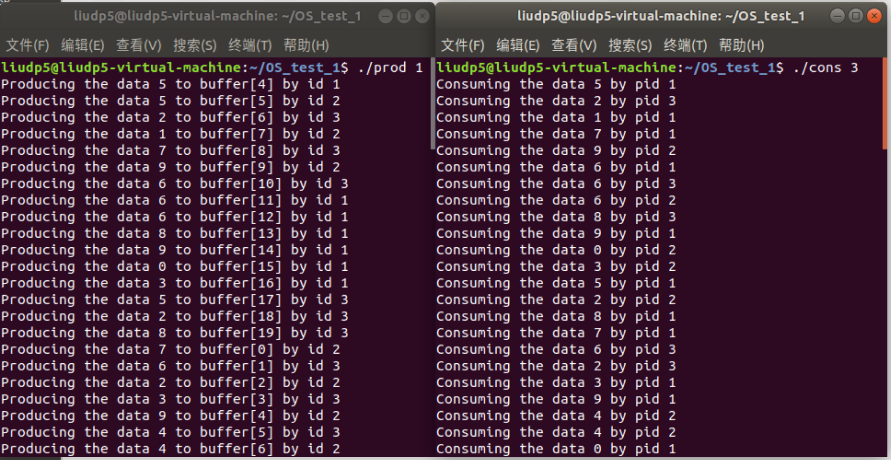 liudp5@liudp5-virtual-machine: ~/OS_test_1
文件(F) 编辑(E) 查看(V) 搜索(S) 终端(T) 帮助(H)
liudp5@liudp5-virtual-machine:~/OS_test_1$ ./prod 1
Producing the data 5 to buffer[4] by id 1
Producing the data 5 to buffer[5] by id 2
Producing the data 2 to buffer[6] by id 3
Producing the data 1 to buffer[7] by id 2
Producing the data 7 to buffer[8] by id 3
Producing the data 9 to buffer[9] by id 2
Producing the data 6 to buffer[10] by id 3
Producing the data 6 to buffer[11] by id 1
Producing the data 6 to buffer[12] by id 1
Producing the data 8 to buffer[13] by id 1
Producing the data 9 to buffer[14] by id 1
Producing the data 0 to buffer[15] by id 1
Producing the data 3 to buffer[16] by id 1
Producing the data 5 to buffer[17] by id 3
Producing the data 2 to buffer[18] by id 3
Producing the data 8 to buffer[19] by id 3
Producing the data 7 to buffer[0] by id 2
Producing the data 6 to buffer[1] by id 3
Producing the data 2 to buffer[2] by id 2
Producing the data 3 to buffer[3] by id 3
Producing the data 9 to buffer[4] by id 2
Producing the data 4 to buffer[5] by id 3
Producing the data 4 to buffer[6] by id 2
liudp5@liudp5-virtual-machine: ~/OS_test_1
文件(F) 编辑(E) 查看(V) 搜索(S) 终端(T) 帮助(H)
liudp5@liudp5-virtual-machine:~/OS_test_1$ ./cons 3
Consuming the data 5 by pid 1
Consuming the data 2 by pid 3
Consuming the data 1 by pid 1
Consuming the data 7 by pid 1
Consuming the data 9 by pid 2
Consuming the data 6 by pid 1
Consuming the data 6 by pid 3
Consuming the data 6 by pid 2
Consuming the data 8 by pid 3
Consuming the data 9 by pid 1
Consuming the data 0 by pid 2
Consuming the data 3 by pid 2
Consuming the data 5 by pid 1
Consuming the data 2 by pid 2
Consuming the data 8 by pid 1
Consuming the data 7 by pid 1
Consuming the data 6 by pid 3
Consuming the data 2 by pid 3
Consuming the data 3 by pid 1
Consuming the data 9 by pid 1
Consuming the data 4 by pid 2
Consuming the data 4 by pid 2
Consuming the data 0 by pid 1